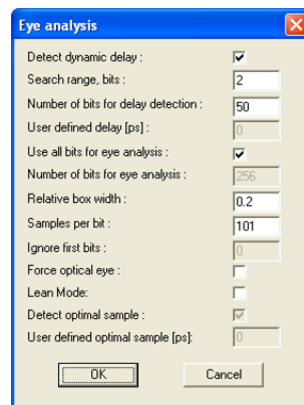 Eye analysis
Detect dynamic delay :
Search range, bits : 2
Number of bits for delay detection : 50
User defined delay [ps] : 0
Use all bits for eye analysis :
Number of bits for eye analysis : 256
Relative box width : 0.2
Samples per bit : 101
Ignore first bits : 0
Force optical eye :
Lean Mode:
Detect optimal sample :
User defined optimal sample [ps]: 0
OK Cancel